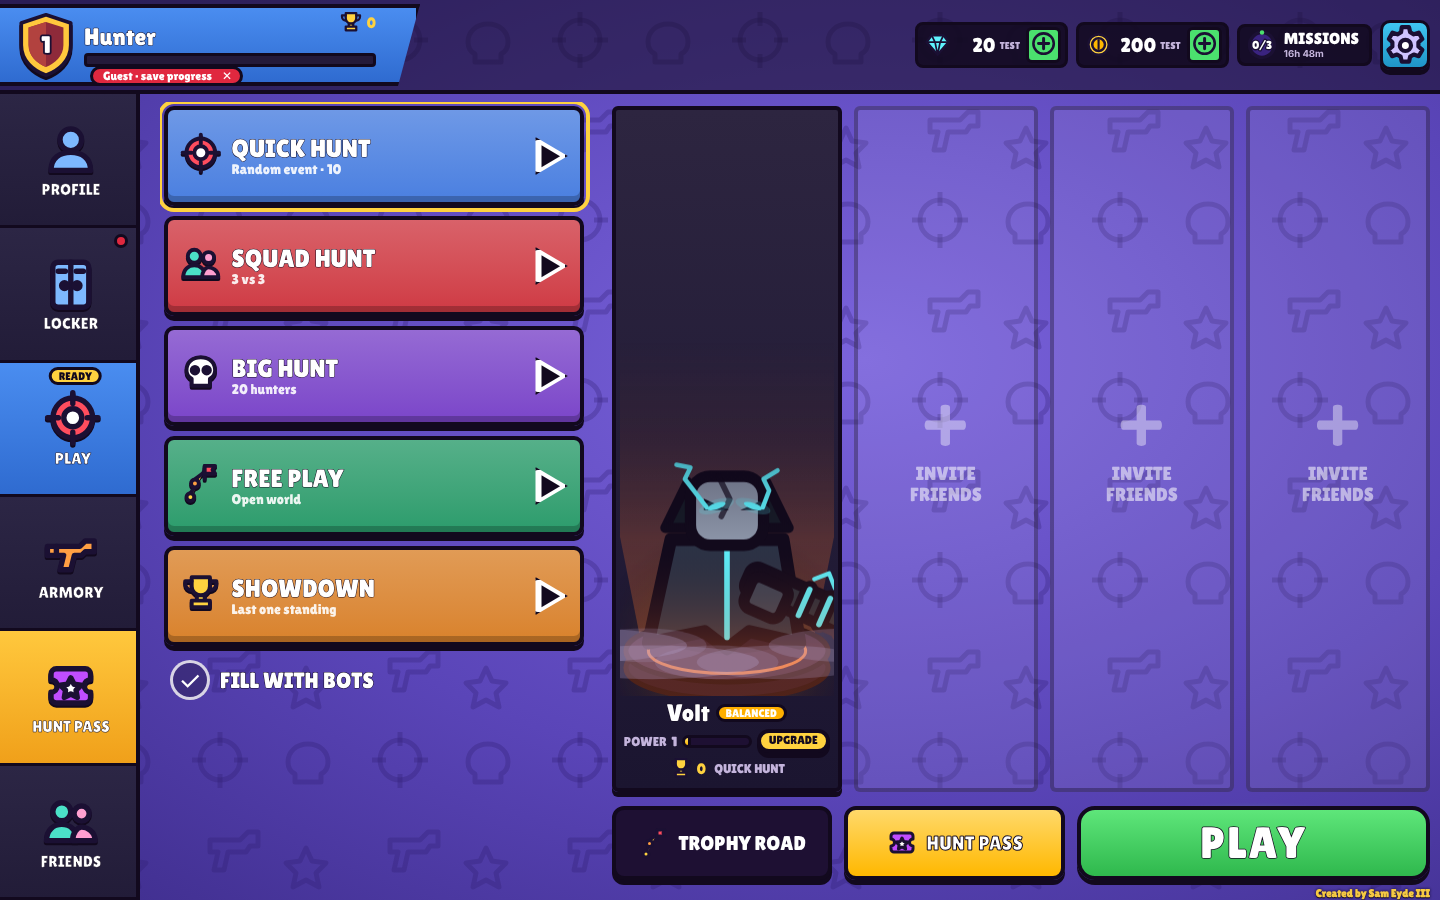 1
Hunter
0
Guest · save progress ×
20 TEST
200 TEST
0/3
MISSIONS
16h 48m
PROFILE
LOCKER
READY
PLAY
ARMORY
HUNT PASS
FRIENDS
QUICK HUNT
Random event · 10
SQUAD HUNT
3 vs 3
BIG HUNT
20 hunters
FREE PLAY
Open world
SHOWDOWN
Last one standing
FILL WITH BOTS
Volt BALANCED
POWER 1 UPGRADE
0 QUICK HUNT
INVITE
FRIENDS
INVITE
FRIENDS
INVITE
FRIENDS
TROPHY ROAD
HUNT PASS
PLAY
Created by Sam Eyde III